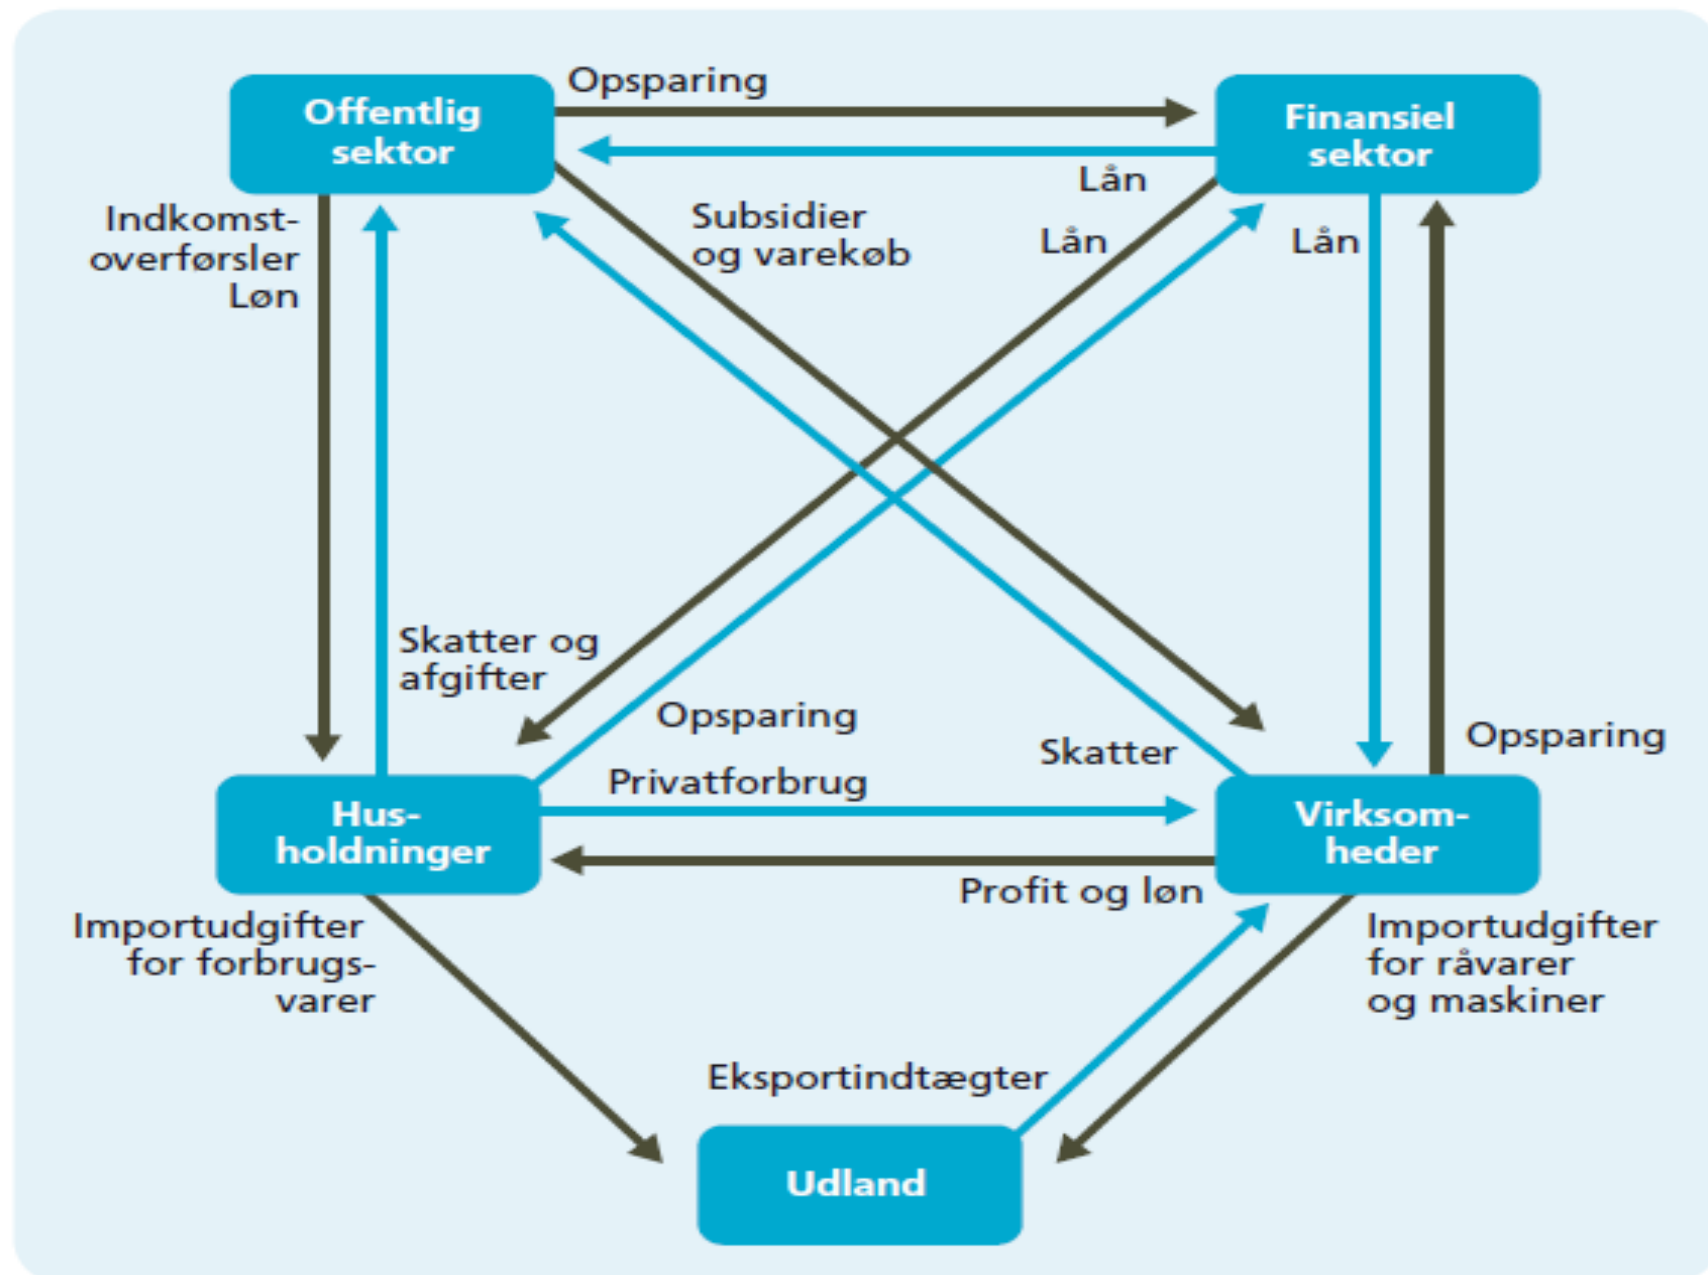 Offentlig
sektor
Opsparing
Finansiel
sektor
Lån
Indkomst-
overførsler
Løn
Subsidier
og varekøb
Lån
Lån
Skatter og
afgifter
Opsparing
Skatter
Opsparing
Privatforbrug
Hus-
holdninger
Virksom-
heder
Profit og løn
Importudgifter
for forbrugs-
varer
Importudgifter
for råvarer
og maskiner
Eksportindtægter
Udland